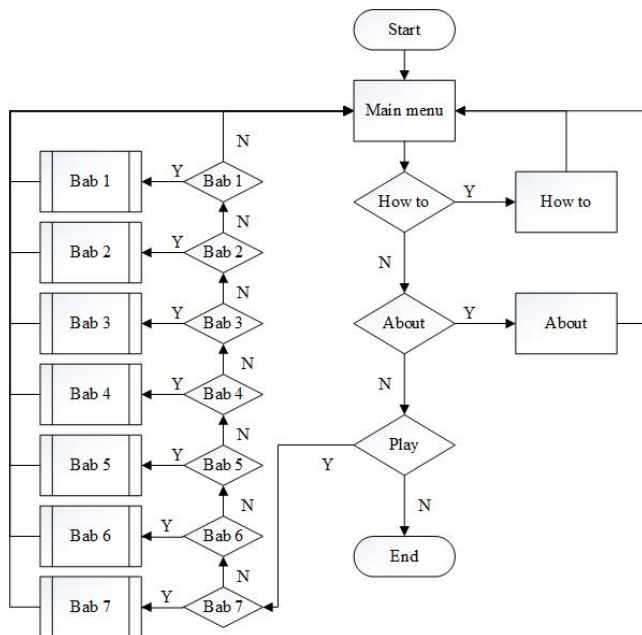 Start
Main menu
N
Bab 1
Y
Bab 1
How to
Y
How to
N
Bab 2
Y
Bab 2
N
N
Bab 3
Y
Bab 3
About
Y
About
N
Bab 4
Y
Bab 4
N
N
Bab 5
Y
Bab 5
Y
Play
N
Bab 6
Y
Bab 6
N
End
N
Bab 7
Y
Bab 7